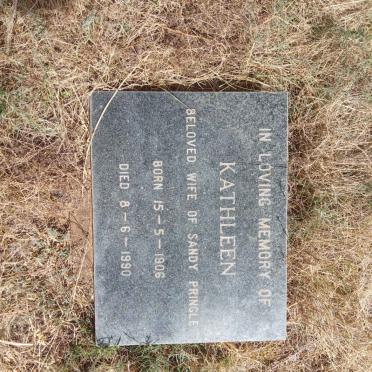 IN LOVING MEMORY OF
KATHLEEN
BELOVED WIFE OF SANDY PRINGLE
BORN 15-5-1906
DIED 8-6-1990